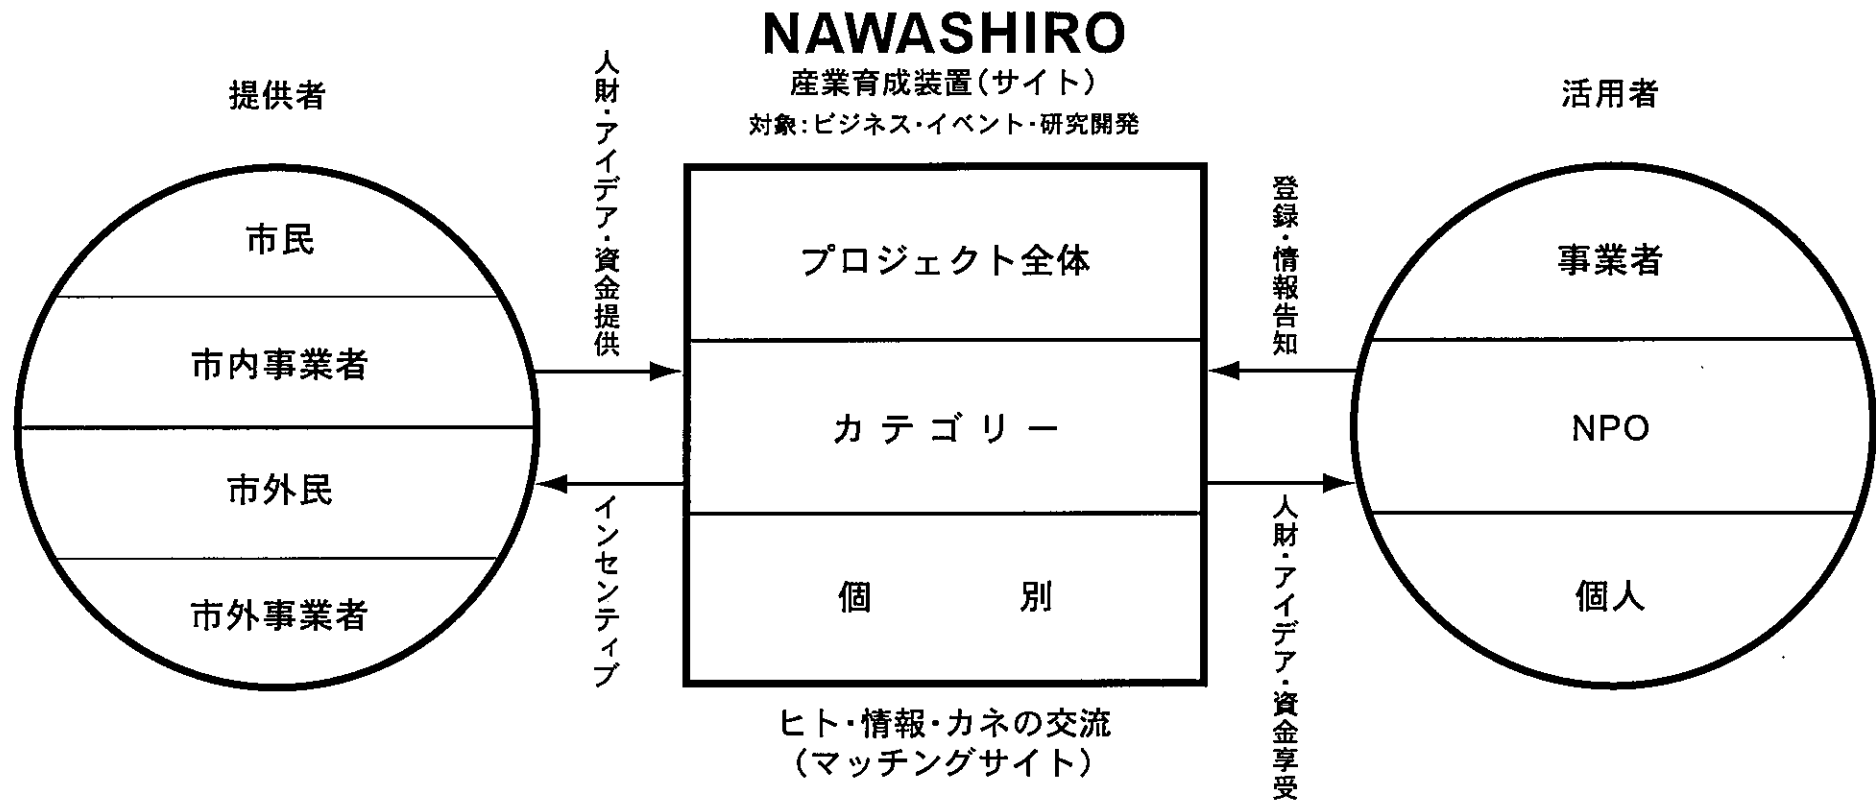 NAWASHIRO
産業育成装置(サイト)
対象:ビジネス・イベント・研究開発
提供者
市民
市内事業者
市外民
市外事業者
人財・アイデア・資金提供
インセンティブ
プロジェクト全体
カテゴリー
個 別
ヒト・情報・カネの交流
(マッチングサイト)
登録・情報告知
人財・アイデア・資金享受
活用者
事業者
NPO
個人